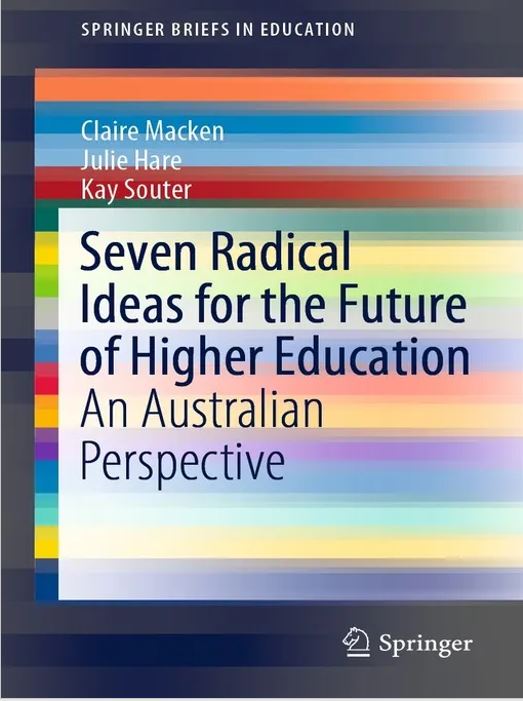 SPRINGER BRIEFS IN EDUCATION
Claire Macken
Julie Hare
Kay Souter
Seven Radical
Ideas for the Future
of Higher Education
An Australian
Perspective
Springer